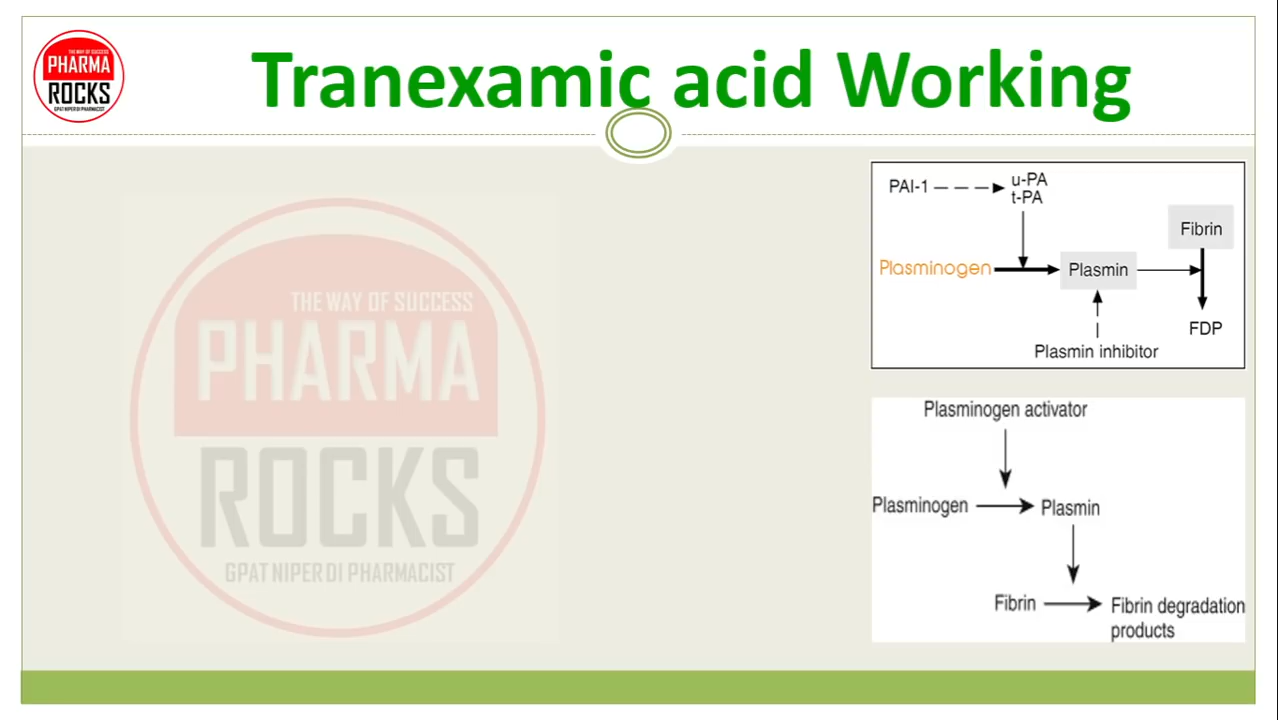 THE WAY OF SUCCESS
PHARMA
ROCKS
GPAT NIPER DI PHARMACIST
Tranexamic acid Working
THE WAY OF SUCCESS
PHARMA
ROCKS
GPAT NIPER DI PHARMACIST
PAI-1
u-PA
t-PA
Fibrin
Plasminogen
Plasmin
FDP
Plasmin inhibitor
Plasminogen activator
Plasminogen
Plasmin
Fibrin
Fibrin degradation
products